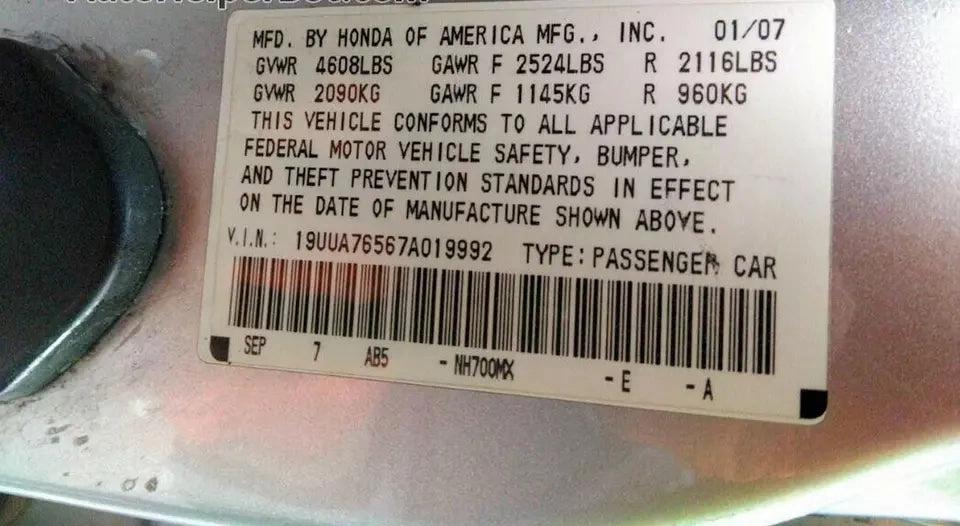 MFD. BY HONDA OF AMERICA MFG., INC. 01/07
GVWR 4608LBS GAWR F 2524LBS R 2116LBS
GVWR 2090KG GAWR F 1145KG R 960KG
THIS VEHICLE CONFORMS TO ALL APPLICABLE
FEDERAL MOTOR VEHICLE SAFETY, BUMPER,
AND THEFT PREVENTION STANDARDS IN EFFECT
ON THE DATE OF MANUFACTURE SHOWN ABOVE.
V.I.N.: 19UUA76567A019992 TYPE: PASSENGER CAR
SEP 7 AB5 - NH700MX - E - A